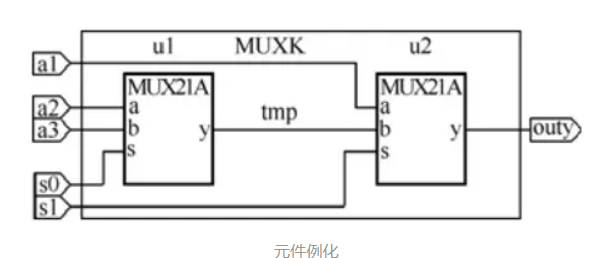 u1 MUXK u2
a1
MUX21A MUX21A
a2 a a
a3 b y tmp b y outy
s s
s0
s1
元件例化